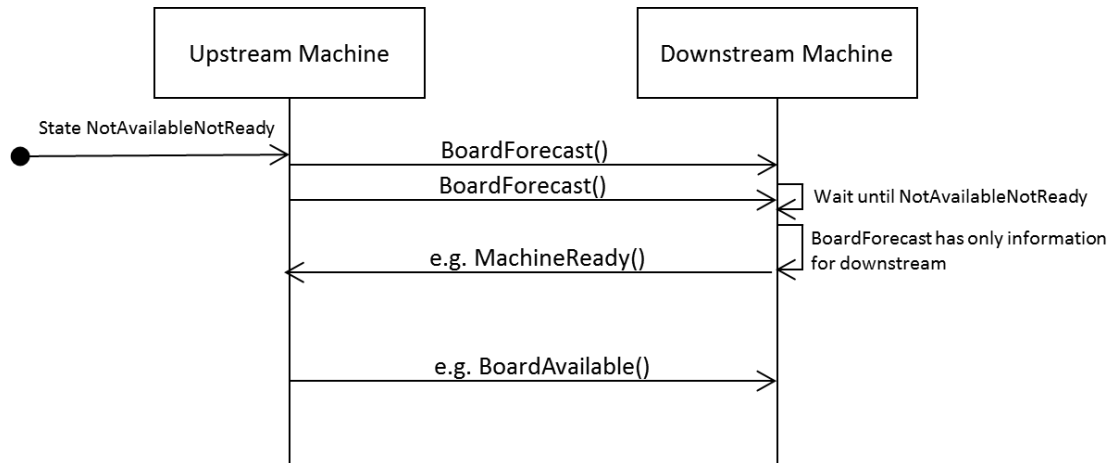 Upstream Machine
Downstream Machine
State NotAvailableNotReady
BoardForecast()
BoardForecast()
Wait until NotAvailableNotReady
BoardForecast has only information
for downstream
e.g. MachineReady()
e.g. BoardAvailable()